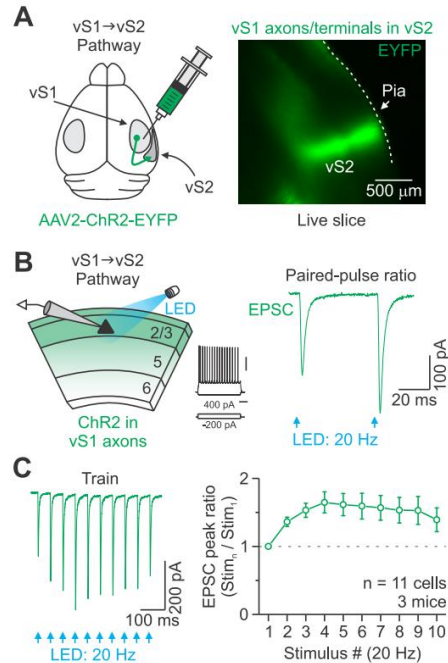 A
vS1→vS2
Pathway
vS1
vS2
AAV2-ChR2-EYFP
vS1 axons/terminals in vS2
EYFP
Pia
vS2
500 μm
Live slice
B
vS1→vS2
Pathway
LED
2/3
5
6
ChR2 in
vS1 axons
400 pA
-200 pA
Paired-pulse ratio
EPSC
100 pA
20 ms
LED: 20 Hz
C
Train
200 pA
100 ms
LED: 20 Hz
EPSC peak ratio
(Stimn / Stim1)
2
1
0
n = 11 cells
3 mice
1 2 3 4 5 6 7 8 9 10
Stimulus # (20 Hz)